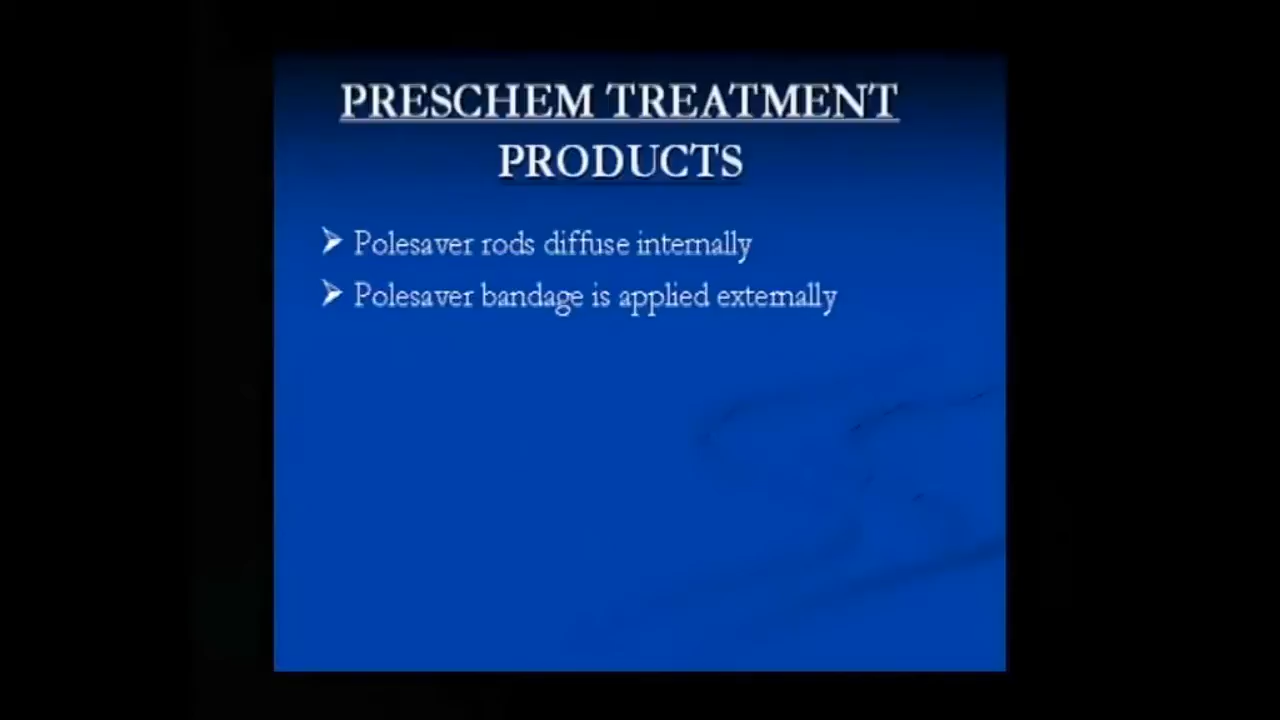 PRESCHEM TREATMENT
PRODUCTS
Polesaver rods diffuse internally
Polesaver bandage is applied externally